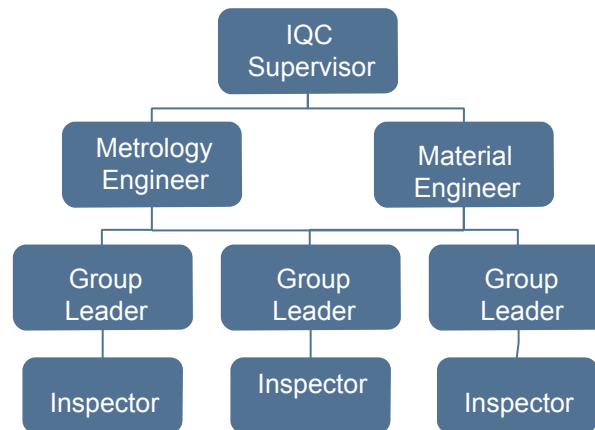 IQC
Supervisor
Metrology
Engineer
Material
Engineer
Group
Leader
Group
Leader
Group
Leader
Inspector
Inspector
Inspector